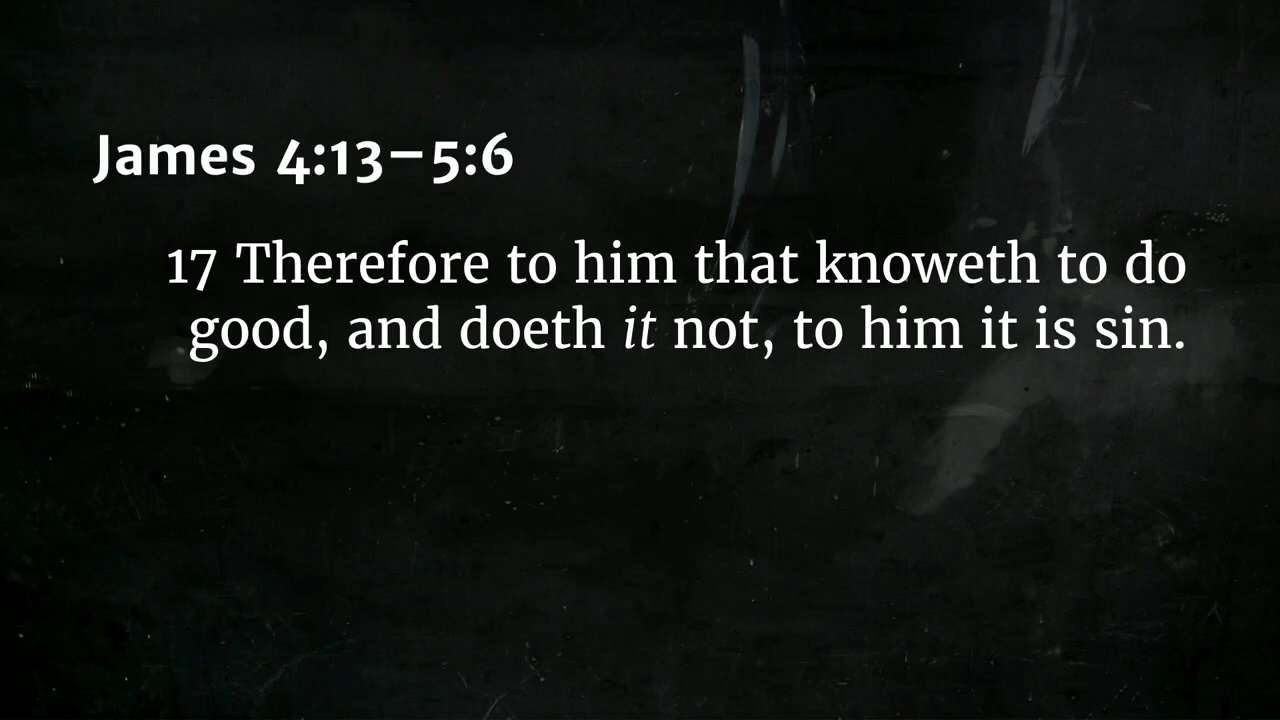 James 4:13–5:6
17 Therefore to him that knoweth to do
good, and doeth it not, to him it is sin.